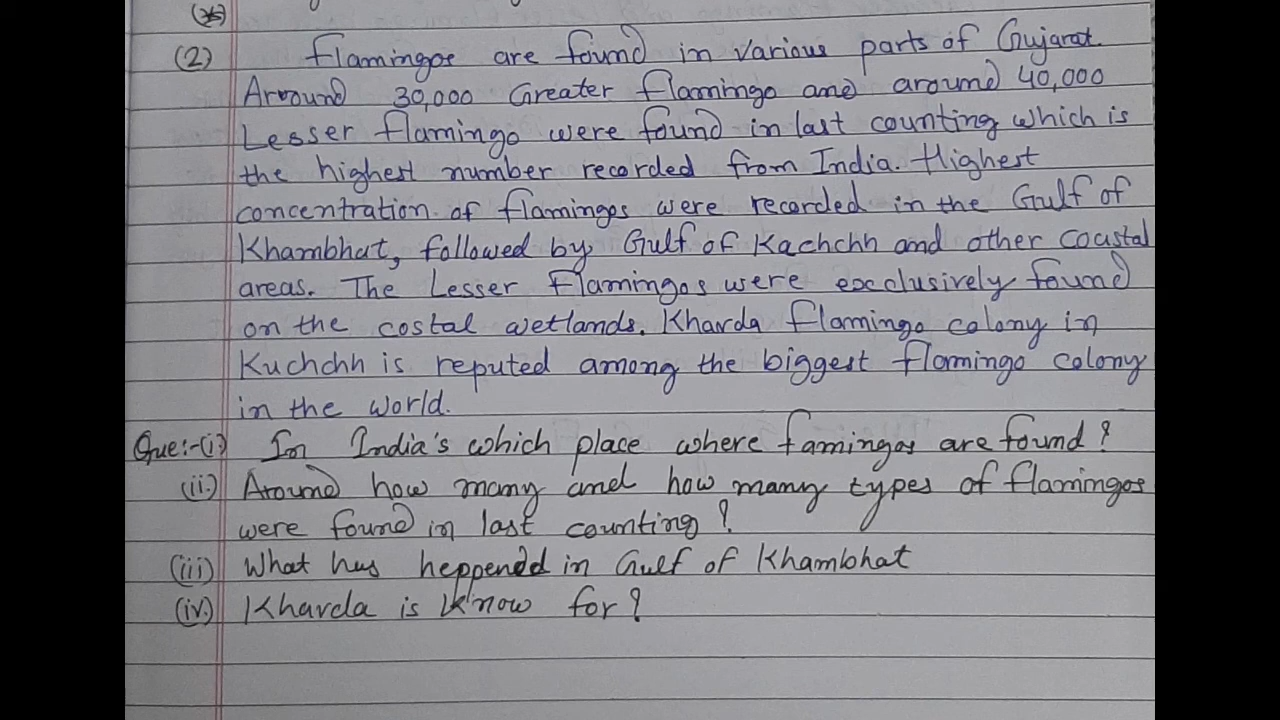 (2) Flamingos are found in various parts of Gujarat.
Around 30,000 Greater flamingo and around 40,000
Lesser flamingo were found in last counting which is
the highest number recorded from India. Highest
concentration of flamingos were recorded in the Gulf of
Khambhat, followed by Gulf of Kachchh and other coustal
areas. The Lesser Flamingos were exclusively found
on the costal wetlands. Kharda flamingo colony in
Kuchchh is reputed among the biggest flamingo colony
in the world.
Que:-(i) In India's which place where famingos are found?
(ii) Around how many and how many types of flamingos
were found in last counting?
(iii) What has heppened in Gulf of Khambhat
(iv.) Kharda is know for?